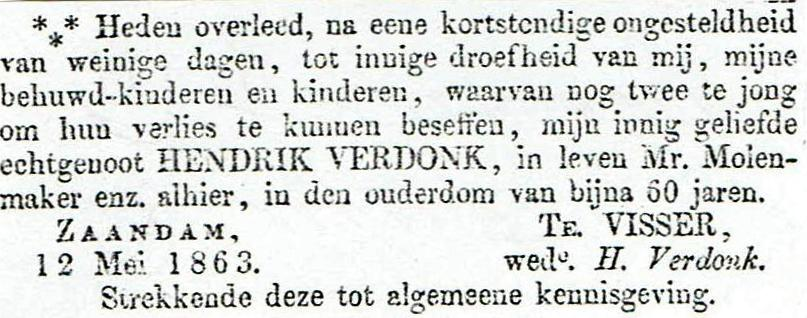 *** Heden overleed, na eene kortstondige ongesteldheid
van weinige dagen, tot innige droefheid van mij, mijne
behuwd-kinderen en kinderen, waarvan nog twee te jong
om hun verlies te kunnen beseffen, mijn innig geliefde
echtgenoot HENDRIK VERDONK, in leven Mr. Molen-
maker enz. alhier, in den ouderdom van bijna 60 jaren.
ZAANDAM, TE. VISSER,
12 Mei 1863. wede. H. Verdonk.
Strekkende deze tot algemeene kennisgeving.